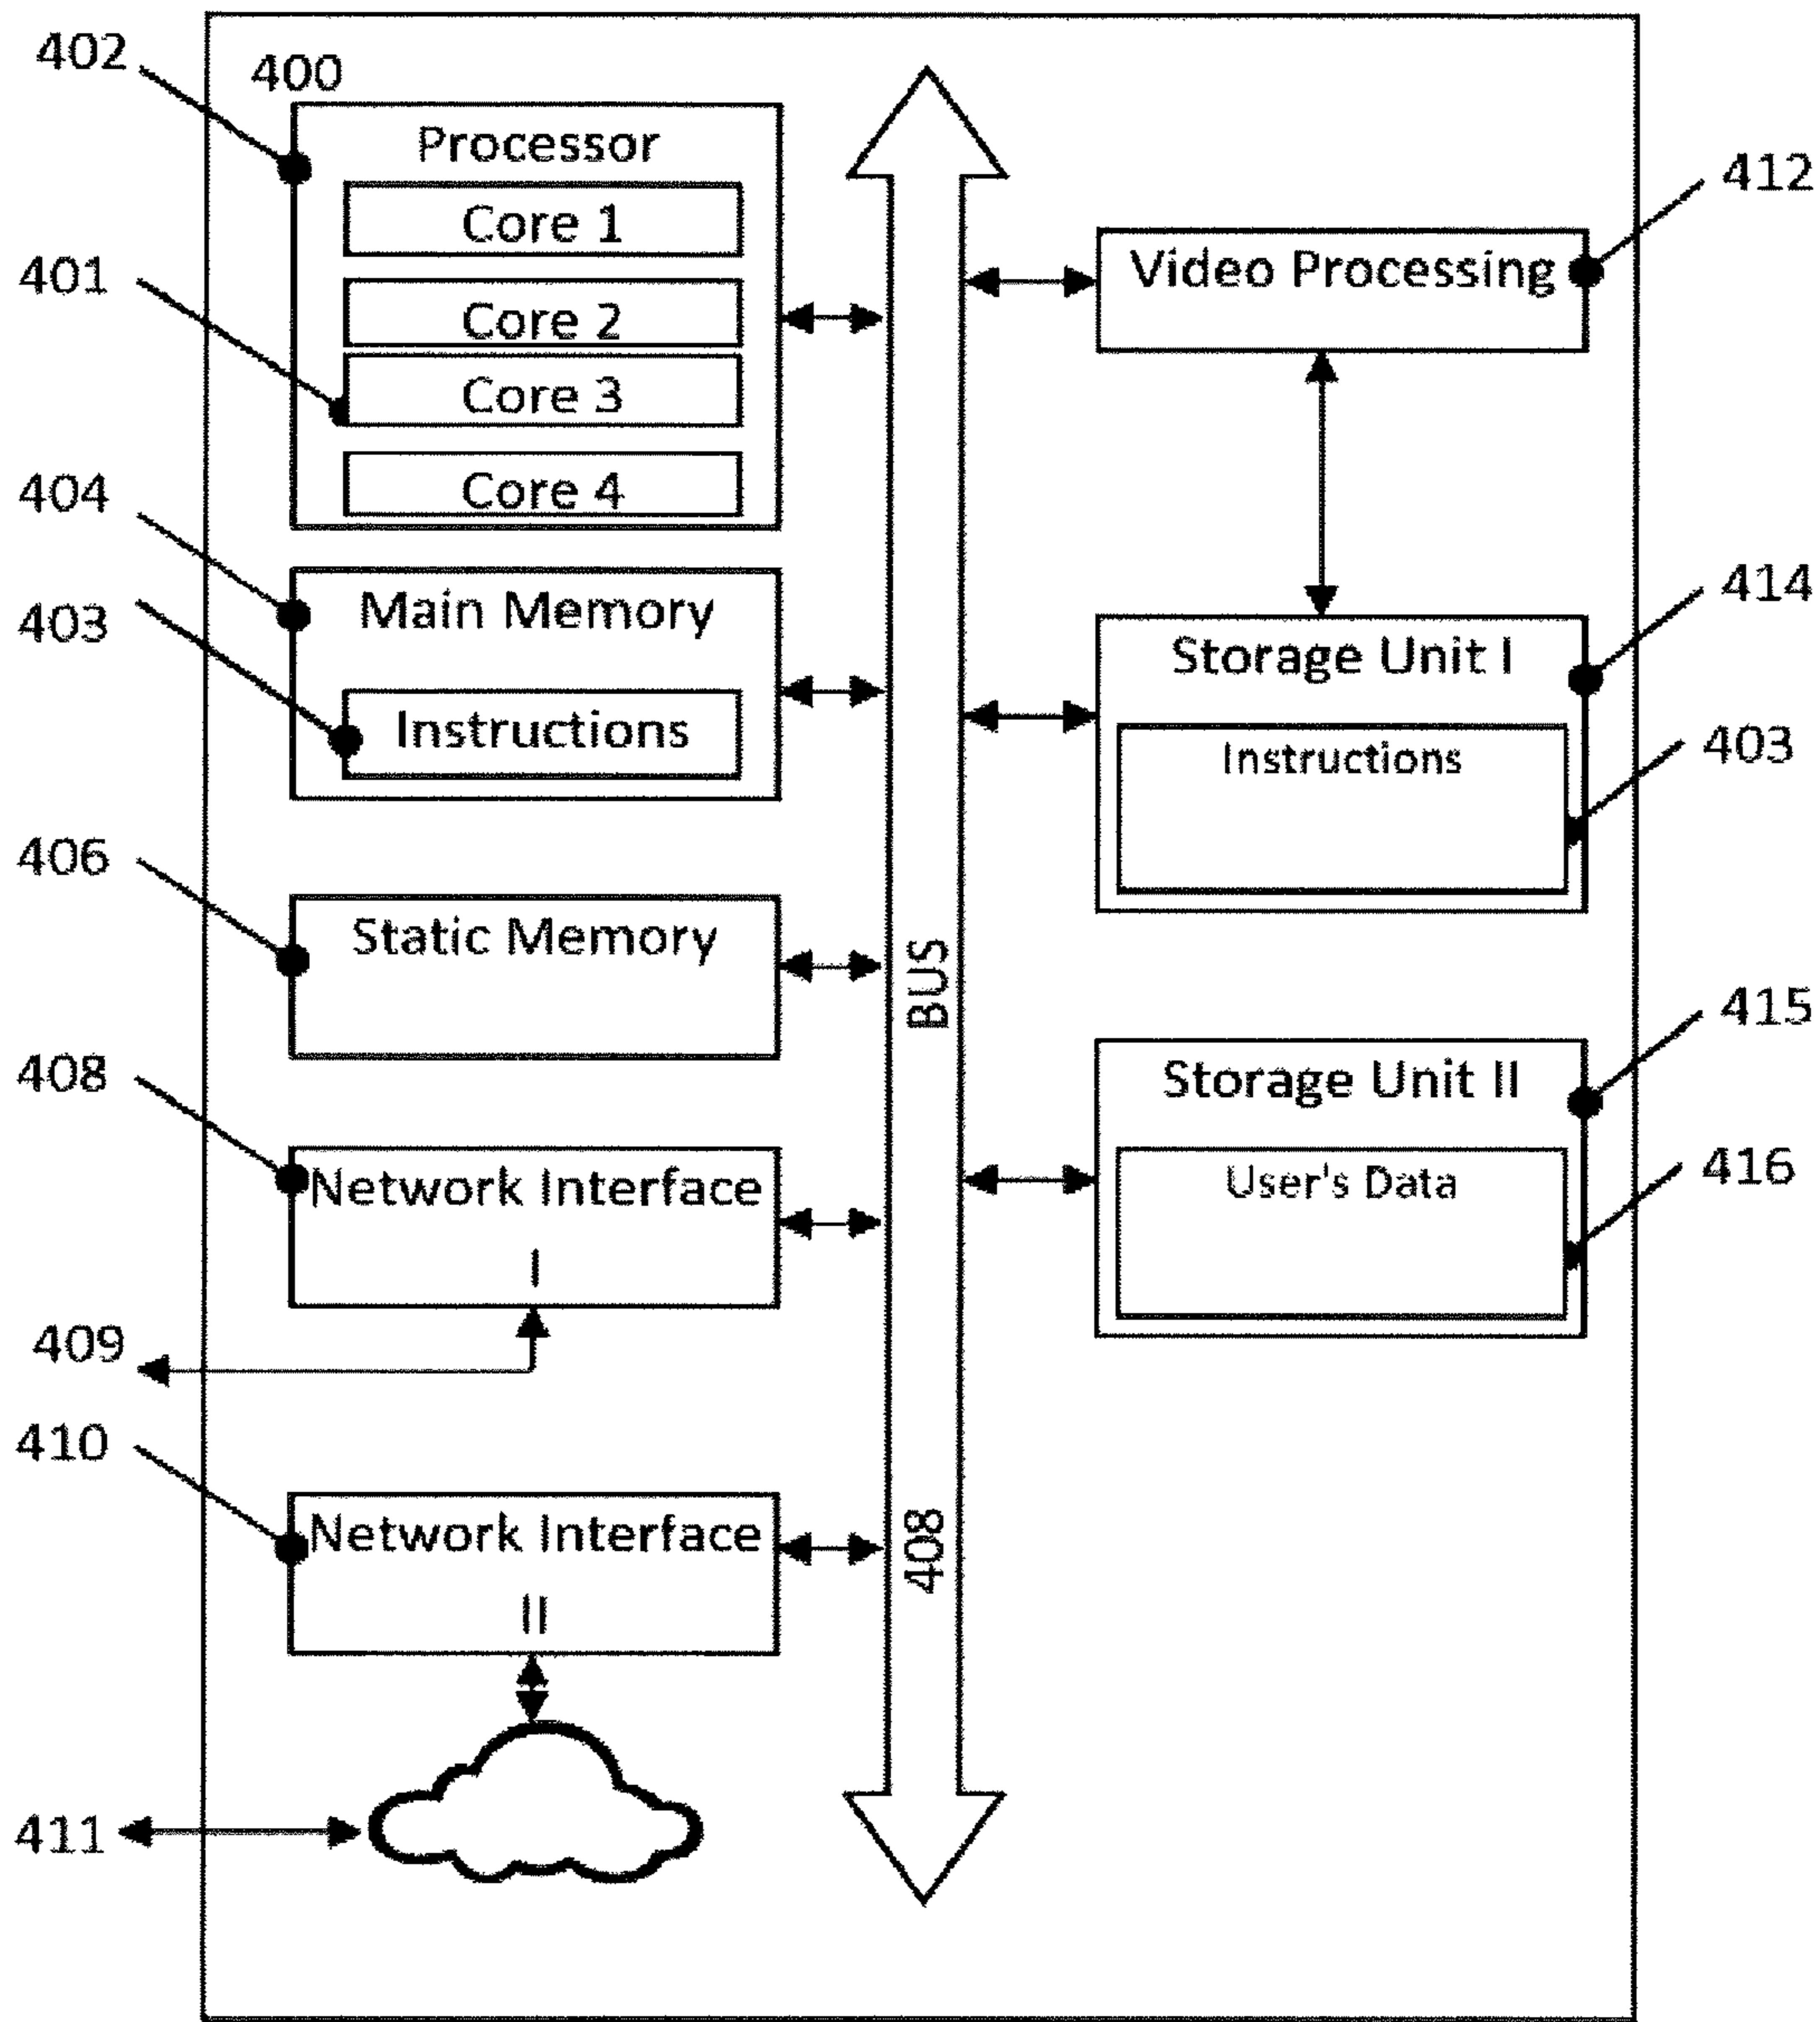 402
400
Processor
Core 1
401
Core 2
Core 3
404
Core 4
403
Main Memory
Instructions
406
Static Memory
408
Network Interface
I
409
410
Network Interface
II
411
BUS
408
412
Video Processing
414
Storage Unit I
403
Instructions
415
Storage Unit II
416
User's Data